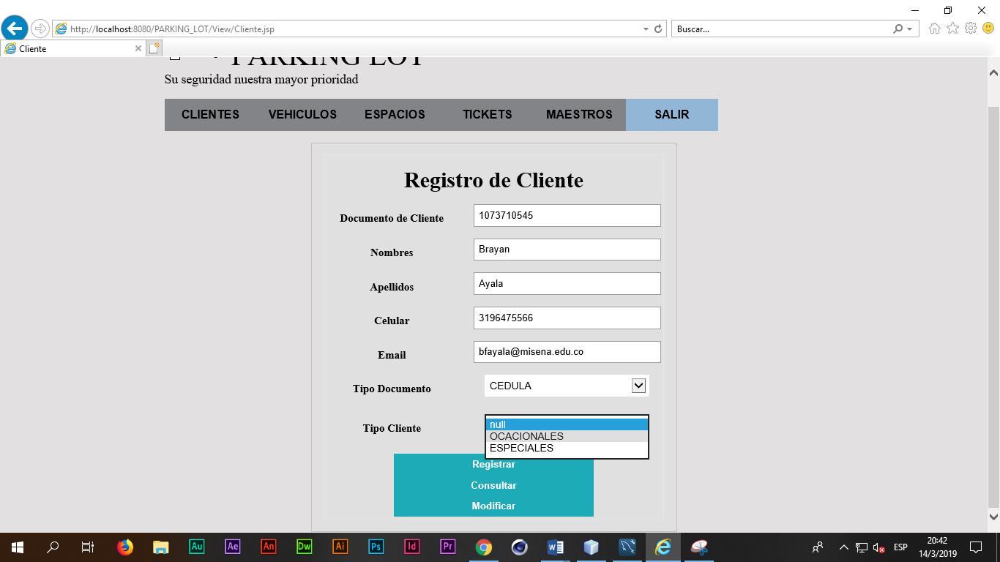 http://localhost:8080/PARKING_LOT/View/Cliente.jsp
Buscar...
Cliente
PARKING LOT
Su seguridad nuestra mayor prioridad
CLIENTES VEHICULOS ESPACIOS TICKETS MAESTROS SALIR
Registro de Cliente
Documento de Cliente 1073710545
Nombres Brayan
Apellidos Ayala
Celular 3196475566
Email bfayala@misena.edu.co
Tipo Documento CEDULA
Tipo Cliente null
OCACIONALES
ESPECIALES
Registrar
Consultar
Modificar
Au Ae An Dw Ai Ps Id Pr
ESP
20:42
14/3/2019